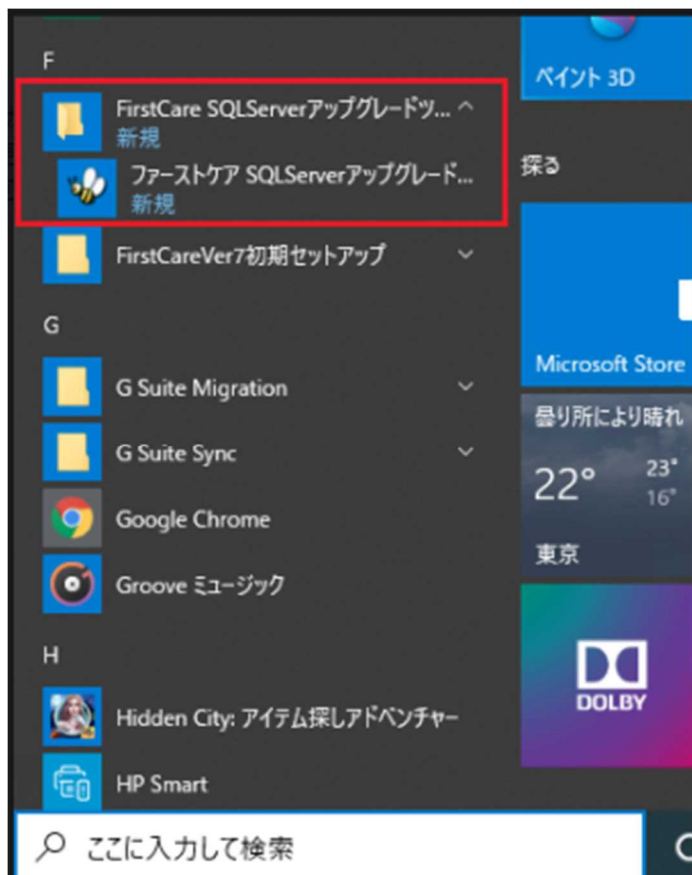 F
FirstCare SQLServerアップグレードツ...
新規
ファーストケア SQLServerアップグレード...
新規
FirstCareVer7初期セットアップ
G
G Suite Migration
G Suite Sync
Google Chrome
Groove ミュージック
H
Hidden City: アイテム探しアドベンチャー
HP Smart
ここに入力して検索
ペイント 3D
探る
Microsoft Store
曇り所により晴れ
22° 23°
16°
東京
DOLBY